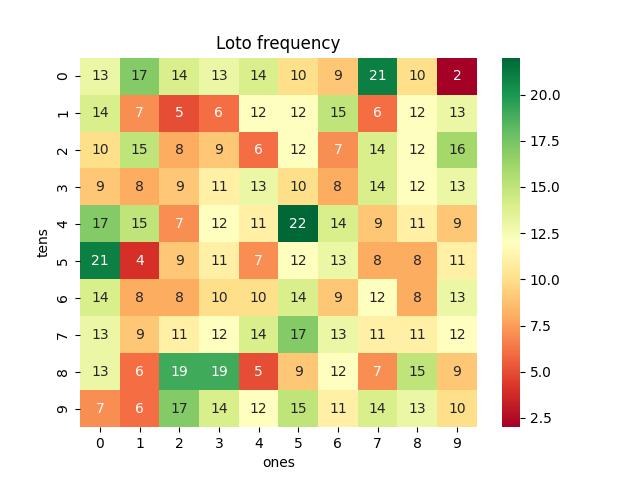 Loto frequency
0 13 17 14 13 14 10 9 21 10 2
1 14 7 5 6 12 12 15 6 12 13
2 10 15 8 9 6 12 7 14 12 16
3 9 8 9 11 13 10 8 14 12 13
4 17 15 7 12 11 22 14 9 11 9
5 21 4 9 11 7 12 13 8 8 11
6 14 8 8 10 10 14 9 12 8 13
7 13 9 11 12 14 17 13 11 11 12
8 13 6 19 19 5 9 12 7 15 9
9 7 6 17 14 12 15 11 14 13 10
0 1 2 3 4 5 6 7 8 9
ones
tens
20.0
17.5
15.0
12.5
10.0
7.5
5.0
2.5